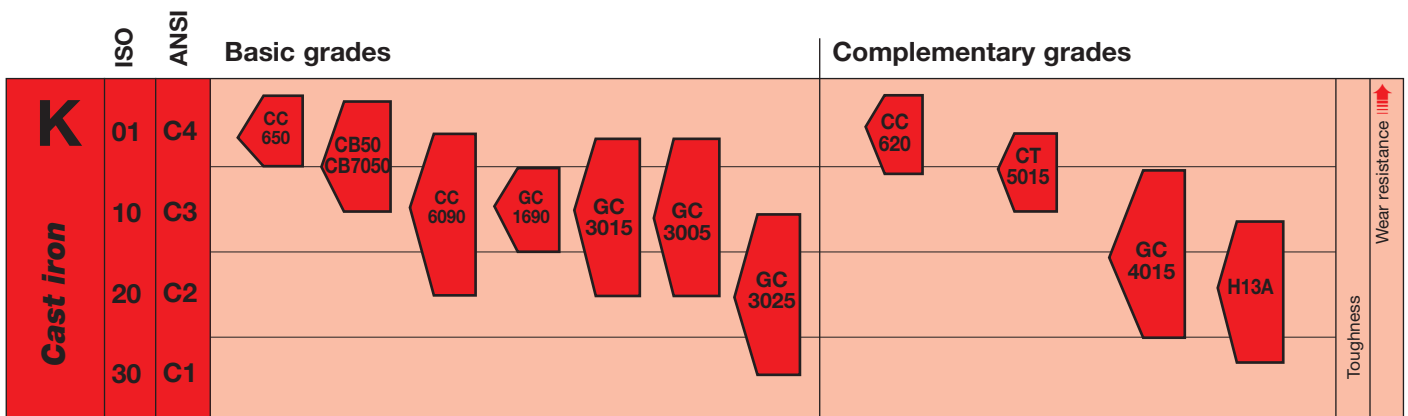 ISO
ANSI
Basic grades
Complementary grades
K
Cast iron
01
C4
10
C3
20
C2
30
C1
CC
650
CB50
CB7050
CC
6090
GC
1690
GC
3015
GC
3005
GC
3025
CC
620
CT
5015
GC
4015
H13A
Toughness
Wear resistance